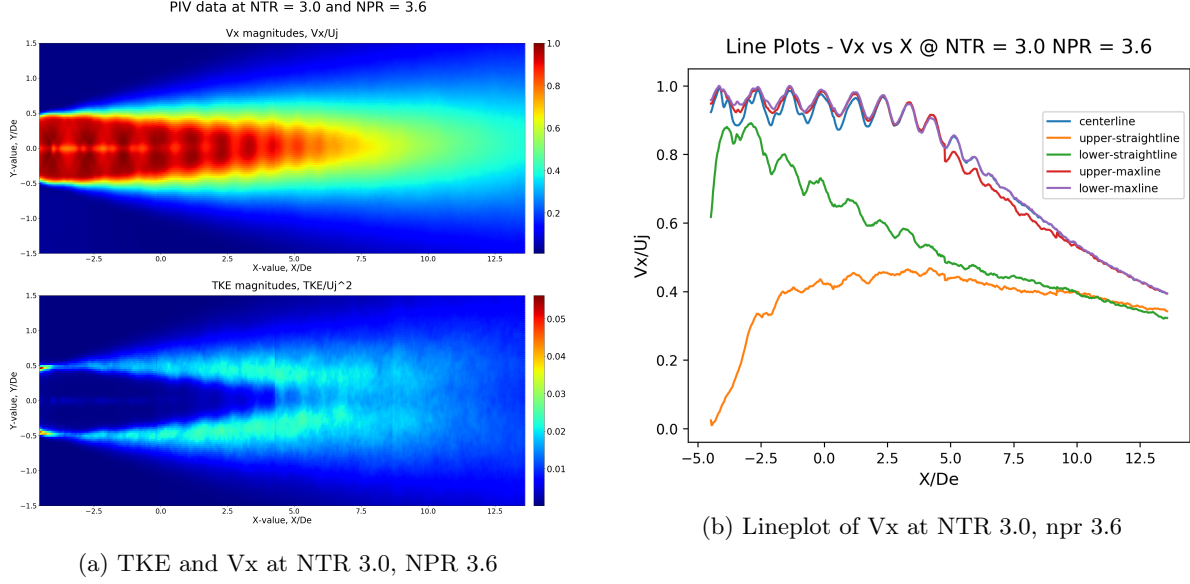 PIV data at NTR = 3.0 and NPR = 3.6
Vx magnitudes, Vx/Uj
Y-value, Y/De
1.5
1.0
0.5
0.0
−0.5
−1.0
−1.5
−2.5 0.0 2.5 5.0 7.5 10.0 12.5
X-value, X/De
1.0
0.8
0.6
0.4
0.2
TKE magnitudes, TKE/Uj^2
Y-value, Y/De
1.5
1.0
0.5
0.0
−0.5
−1.0
−1.5
−2.5 0.0 2.5 5.0 7.5 10.0 12.5
X-value, X/De
0.05
0.04
0.03
0.02
0.01
(a) TKE and Vx at NTR 3.0, NPR 3.6
Line Plots - Vx vs X @ NTR = 3.0 NPR = 3.6
Vx/Uj
1.0
0.8
0.6
0.4
0.2
0.0
centerline
upper-straightline
lower-straightline
upper-maxline
lower-maxline
−5.0 −2.5 0.0 2.5 5.0 7.5 10.0 12.5
X/De
(b) Lineplot of Vx at NTR 3.0, npr 3.6